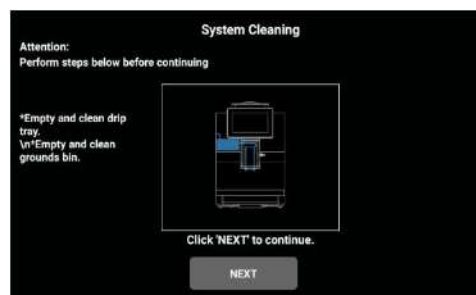 System Cleaning
Attention:
Perform steps below before continuing
*Empty and clean drip
tray.
\n*Empty and clean
grounds bin.
Click 'NEXT' to continue.
NEXT